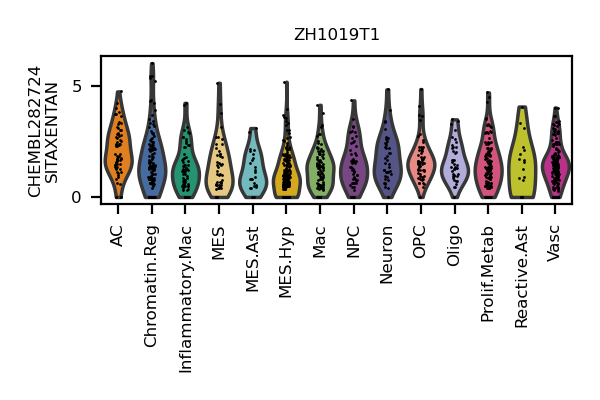 ZH1019T1
CHEMBL282724
SITAXENTAN
5
0
AC
Chromatin.Reg
Inflammatory.Mac
MES
MES.Ast
MES.Hyp
Mac
NPC
Neuron
OPC
Oligo
Prolif.Metab
Reactive.Ast
Vasc